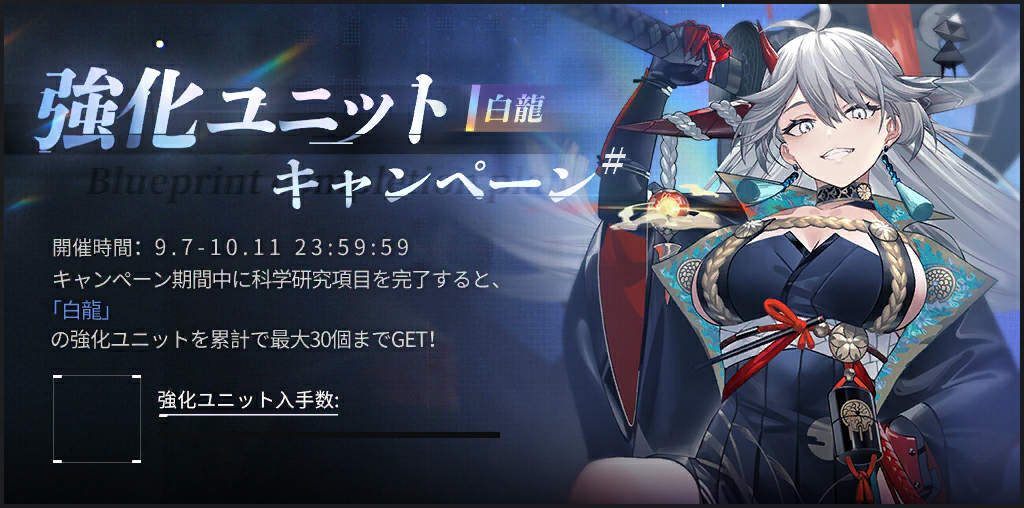 強化ユニット
白龍
キャンペーン#
開催時間：9.7-10.11 23:59:59
キャンペーン期間中に科学研究項目を完了すると、
「白龍」
の強化ユニットを累計で最大30個までGET！
強化ユニット入手数: